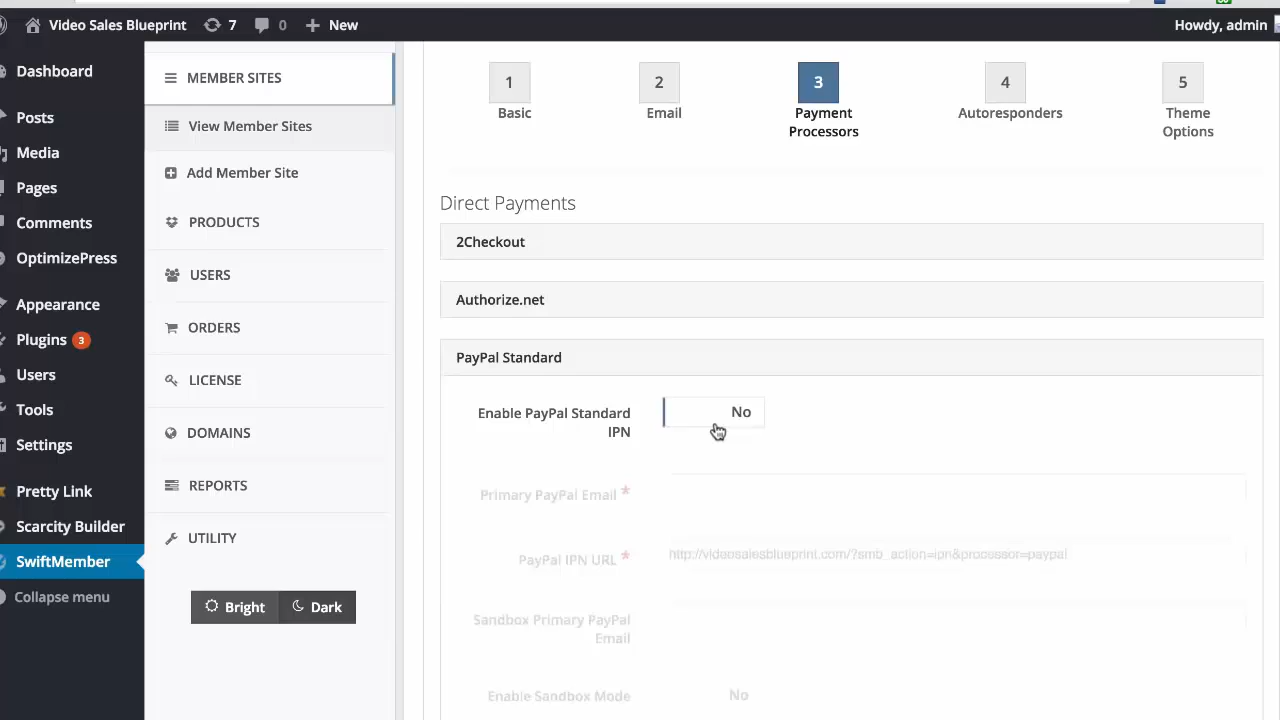 Video Sales Blueprint 7 0 New Howdy, admin
Dashboard
Posts
Media
Pages
Comments
OptimizePress
Appearance
Plugins 3
Users
Tools
Settings
Pretty Link
Scarcity Builder
SwiftMember
Collapse menu
MEMBER SITES
View Member Sites
Add Member Site
PRODUCTS
USERS
ORDERS
LICENSE
DOMAINS
REPORTS
UTILITY
Bright Dark
1 2 3 4 5
Basic Email Payment Autoresponders Theme
Processors Options
Direct Payments
2Checkout
Authorize.net
PayPal Standard
Enable PayPal Standard No
IPN
Primary PayPal Email *
PayPal IPN URL * http://videosalesblueprint.com/?smb_action=ipn&processor=paypal
Sandbox Primary PayPal
Email
Enable Sandbox Mode No